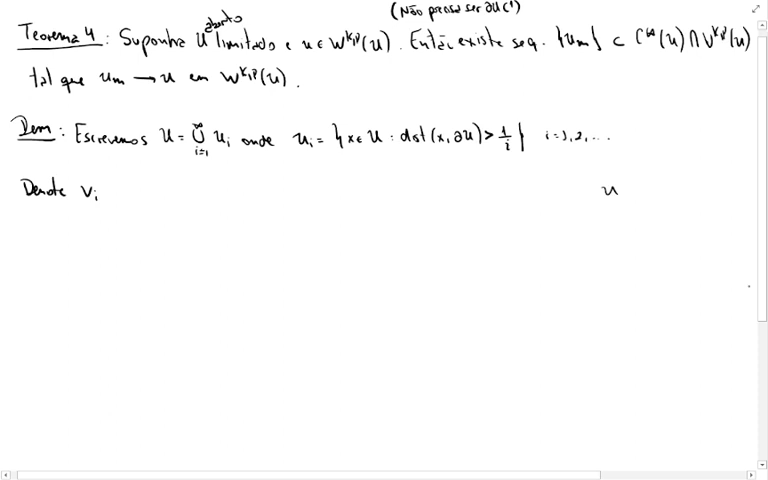 (Não precisa ser ∂U C¹)
Teorema 4: Suponha U aberto limitado e u ∈ W^{k,p}(U). Então existe seq. {u_m} ⊂ C^∞(U) ∩ W^{k,p}(U)
tal que u_m → u em W^{k,p}(U).
Dem: Escrevemos U = ⋃_{i=1}^{∞} U_i onde U_i = {x ∈ U : dist(x, ∂U) > 1/i} i=1,2,...
Denote V_i U